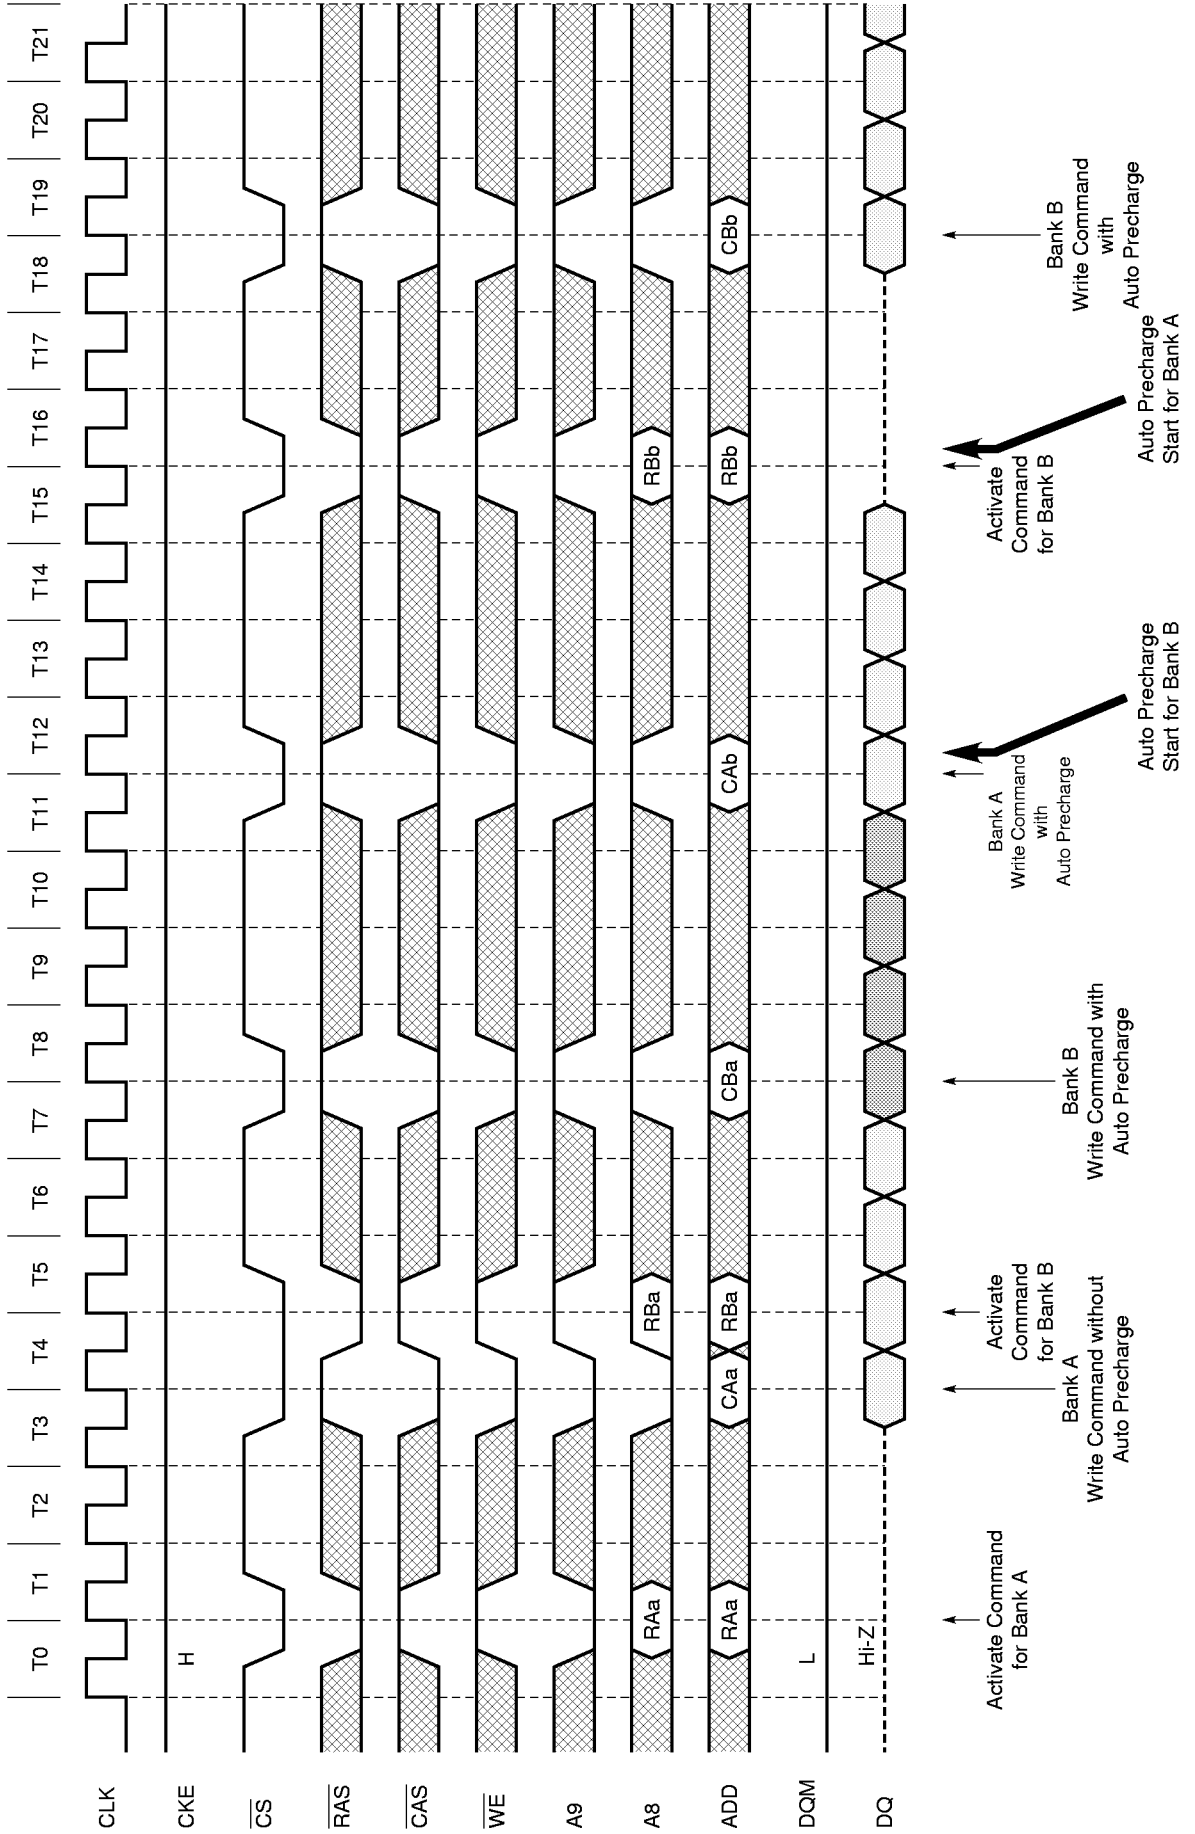 T0 T1 T2 T3 T4 T5 T6 T7 T8 T9 T10 T11 T12 T13 T14 T15 T16 T17 T18 T19 T20 T21
CLK
CKE H
CS
RAS
CAS
WE
A9
A8 RAa RBa RBb
ADD RAa CAa RBa CBa CAb RBb CBb
DQM L
DQ Hi-Z
Activate Command
for Bank A
Bank A
Write Command without
Auto Precharge
Activate
Command
for Bank B
Bank B
Write Command with
Auto Precharge
Bank A
Write Command
with
Auto Precharge
Auto Precharge
Start for Bank B
Activate
Command
for Bank B
Auto Precharge
Start for Bank A
Bank B
Write Command
with
Auto Precharge